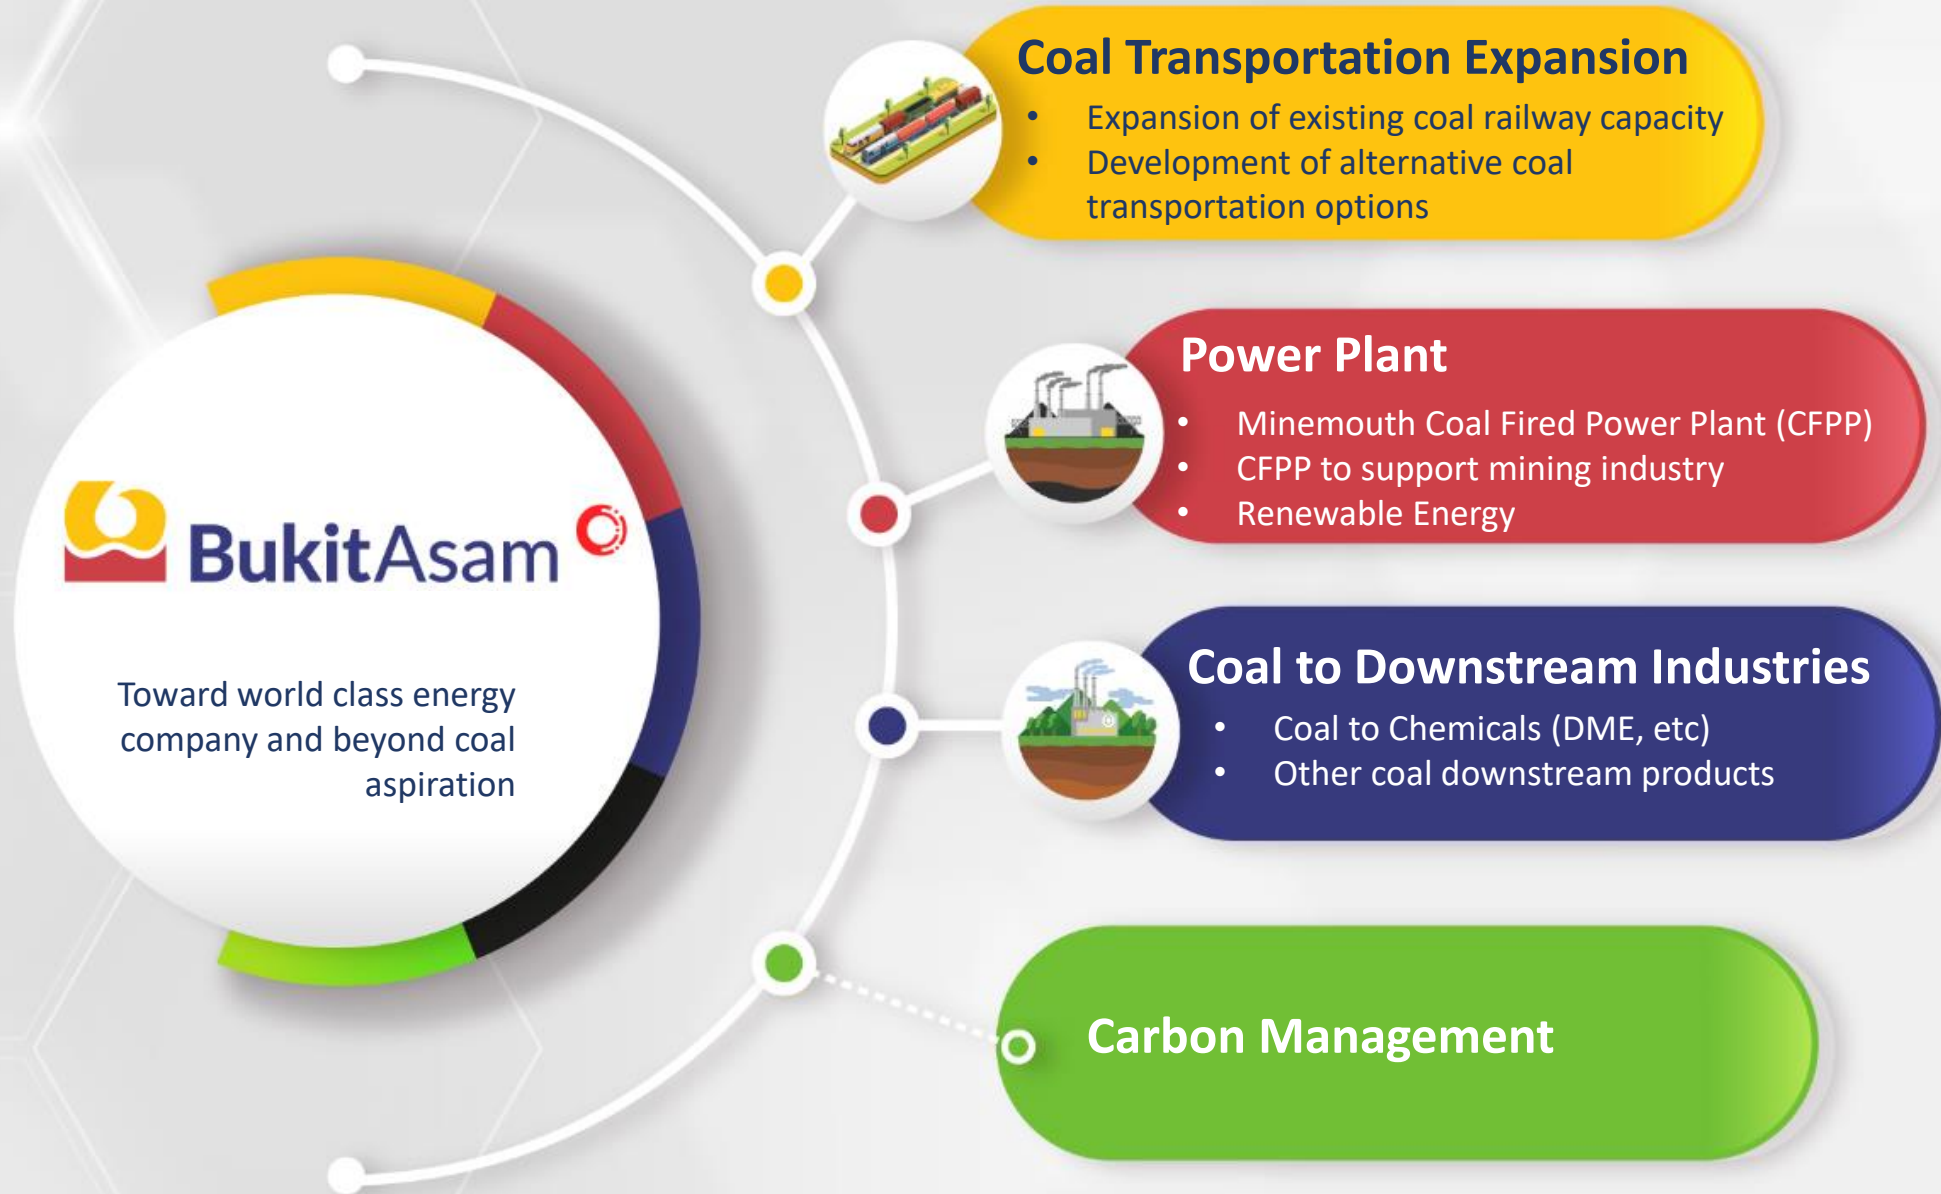 BukitAsam
Toward world class energy
company and beyond coal
aspiration
Coal Transportation Expansion
• Expansion of existing coal railway capacity
• Development of alternative coal
transportation options
Power Plant
• Minemouth Coal Fired Power Plant (CFPP)
• CFPP to support mining industry
• Renewable Energy
Coal to Downstream Industries
• Coal to Chemicals (DME, etc)
• Other coal downstream products
Carbon Management